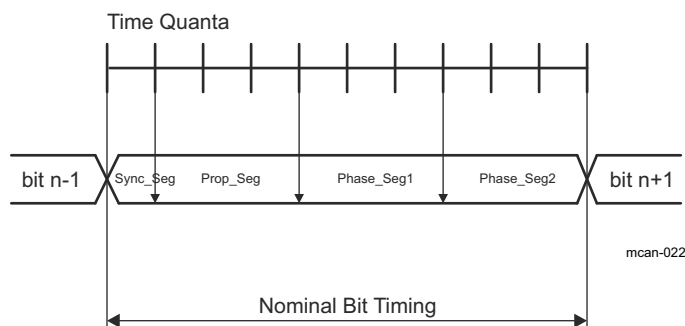 Time Quanta
bit n-1 Sync_Seg Prop_Seg Phase_Seg1 Phase_Seg2 bit n+1
mcan-022
Nominal Bit Timing